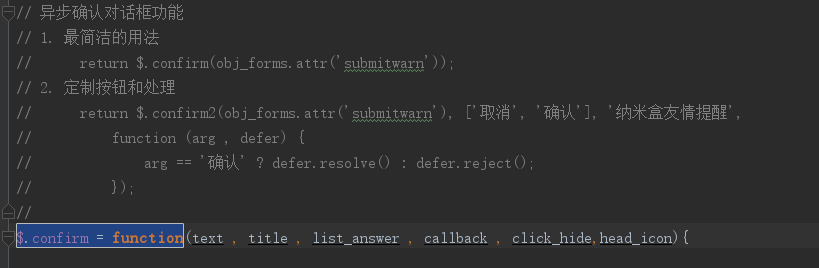 // 异步确认对话框功能
// 1. 最简洁的用法
//     return $.confirm(obj_forms.attr('submitwarn'));
// 2. 定制按钮和处理
//     return $.confirm2(obj_forms.attr('submitwarn'), ['取消', '确认'], '纳米盒友情提醒',
//         function (arg , defer) {
//             arg == '确认' ? defer.resolve() : defer.reject();
//         });
//
$.confirm = function(text , title , list_answer , callback , click_hide,head_icon){